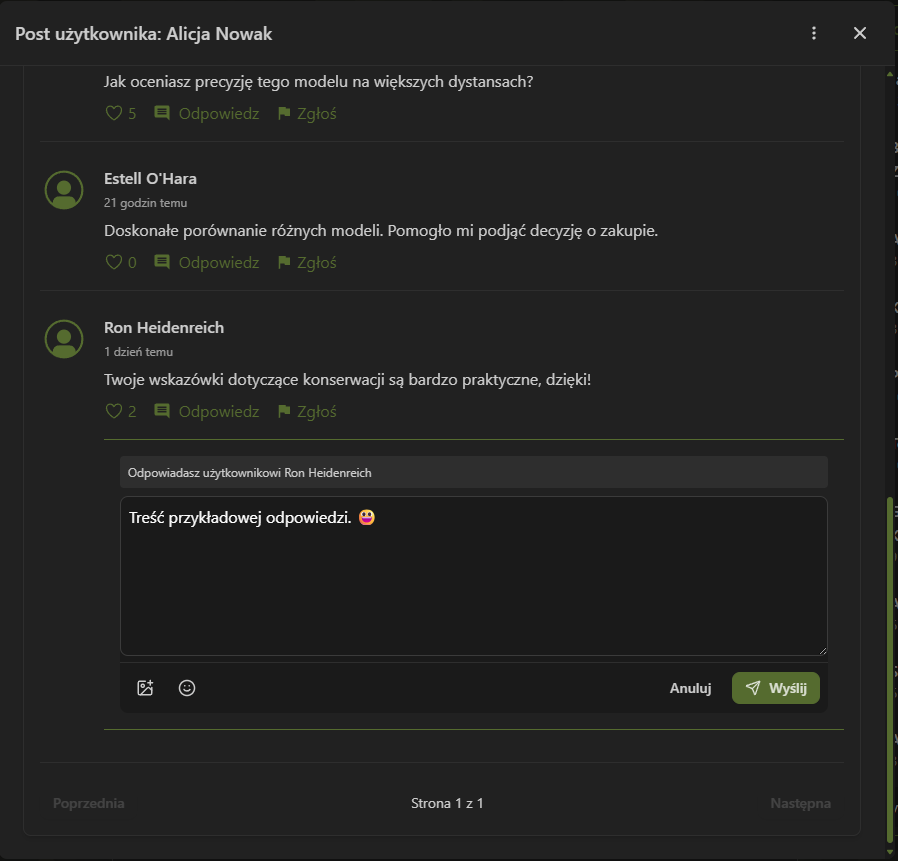 Post użytkownika: Alicja Nowak
Jak oceniasz precyzję tego modelu na większych dystansach?
5 Odpowiedz Zgłoś
Estell O'Hara
21 godzin temu
Doskonałe porównanie różnych modeli. Pomogło mi podjąć decyzję o zakupie.
0 Odpowiedz Zgłoś
Ron Heidenreich
1 dzień temu
Twoje wskazówki dotyczące konserwacji są bardzo praktyczne, dzięki!
2 Odpowiedz Zgłoś
Odpowiadasz użytkownikowi Ron Heidenreich
Treść przykładowej odpowiedzi. 😀
Anuluj Wyślij
Poprzednia Strona 1 z 1 Następna